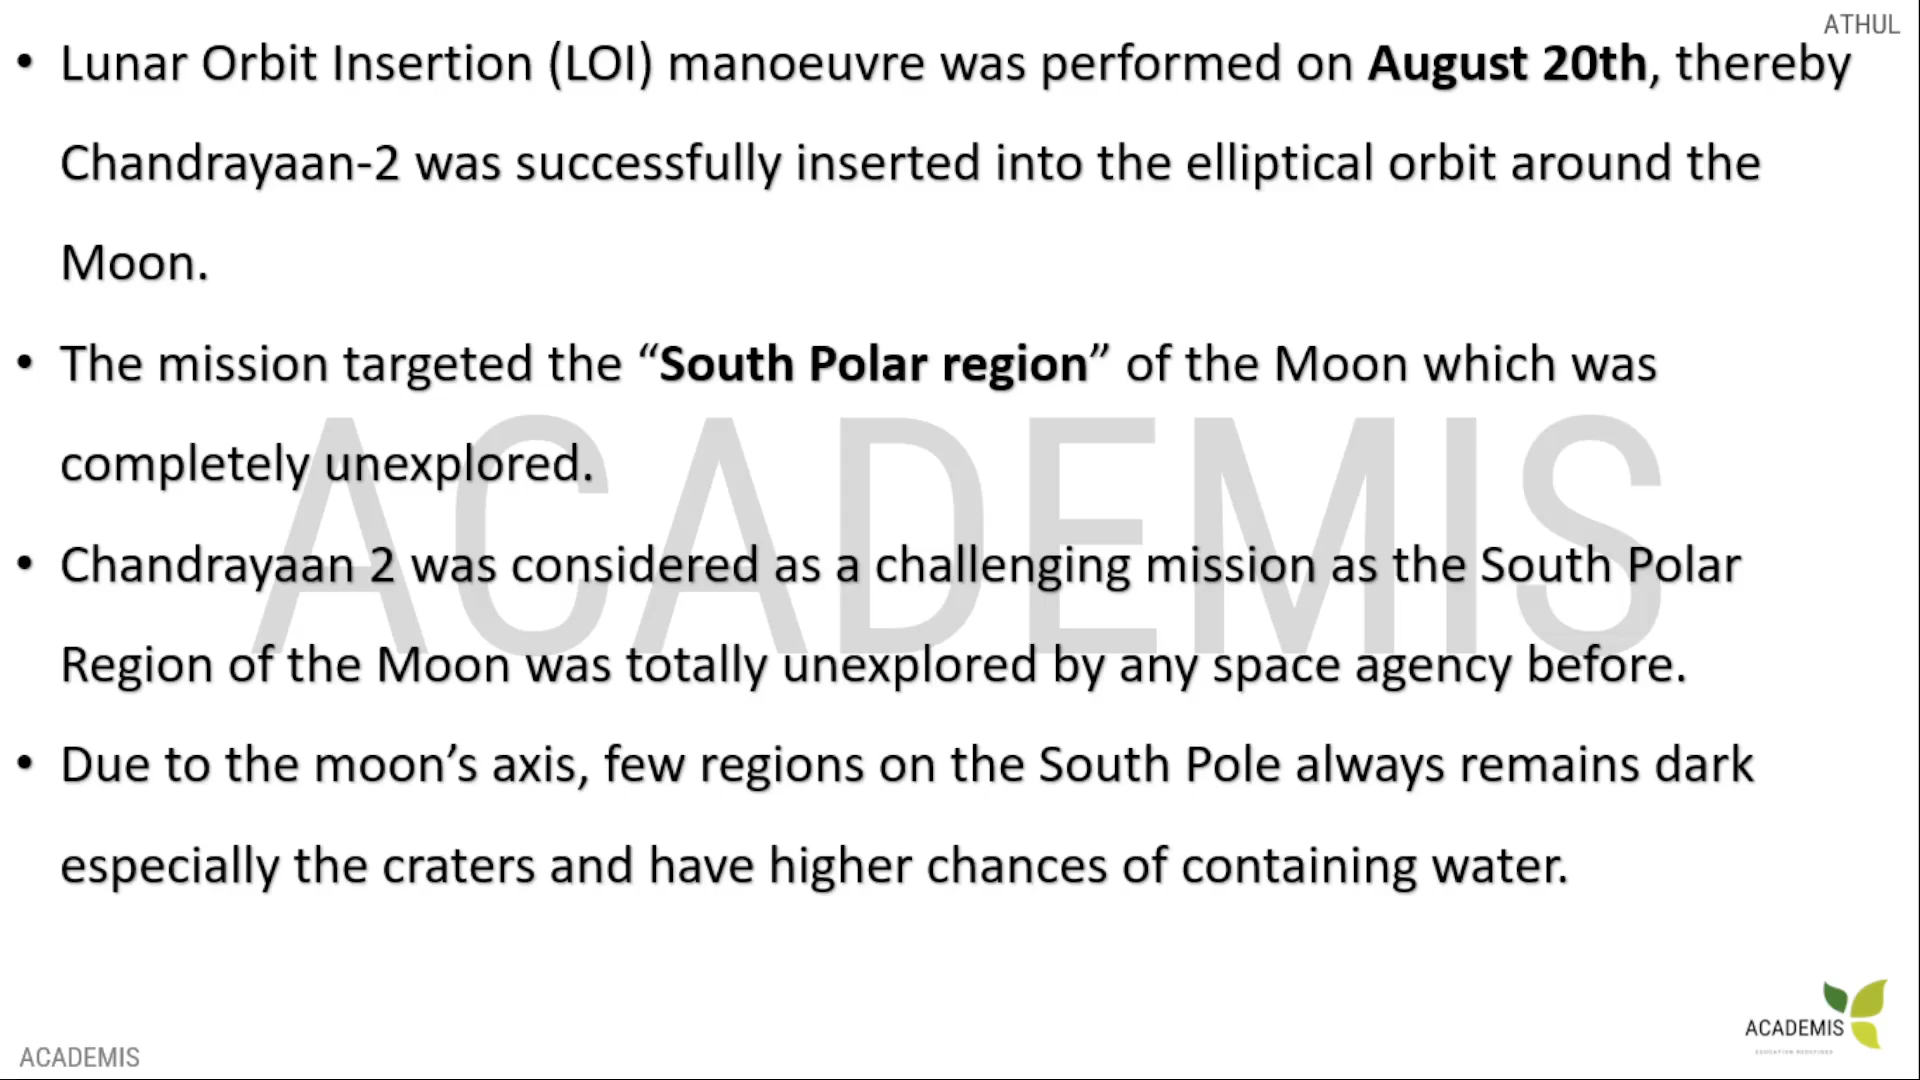 ATHUL
• Lunar Orbit Insertion (LOI) manoeuvre was performed on August 20th, thereby
Chandrayaan-2 was successfully inserted into the elliptical orbit around the
Moon.
• The mission targeted the “South Polar region” of the Moon which was
completely unexplored.
ACADEMIS
• Chandrayaan 2 was considered as a challenging mission as the South Polar
Region of the Moon was totally unexplored by any space agency before.
• Due to the moon’s axis, few regions on the South Pole always remains dark
especially the craters and have higher chances of containing water.
ACADEMIS
EDUCATION REDEFINED
ACADEMIS